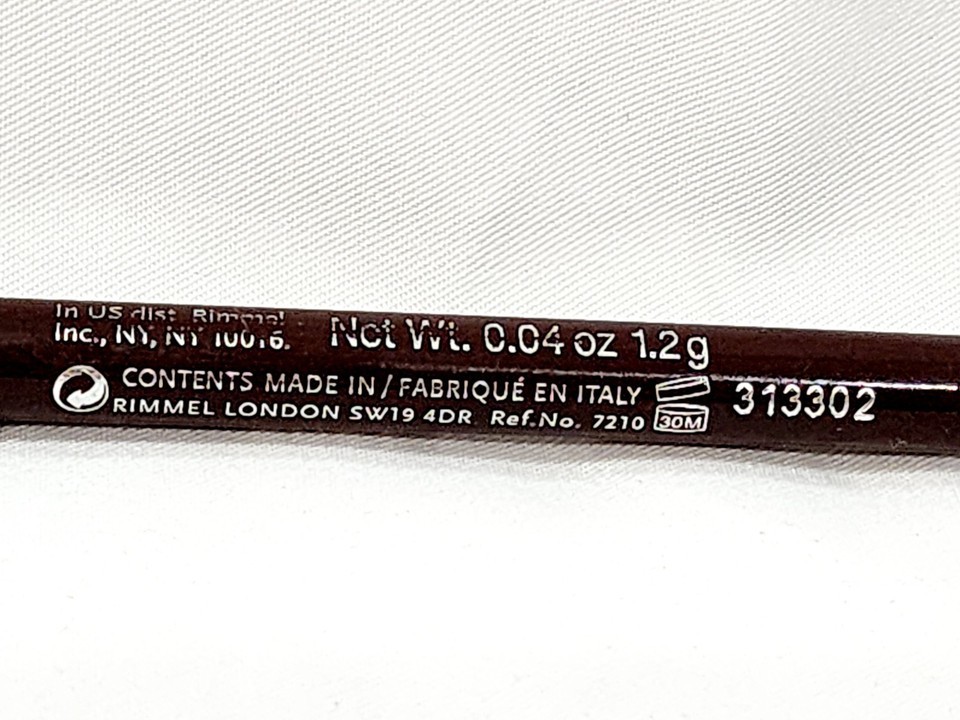 In US dist. Rimmel
Inc., NY, NY 10016.
Net Wt. 0.04 oz 1.2 g
CONTENTS MADE IN / FABRIQUÉ EN ITALY
RIMMEL LONDON SW19 4DR Ref.No. 7210
30M
313302